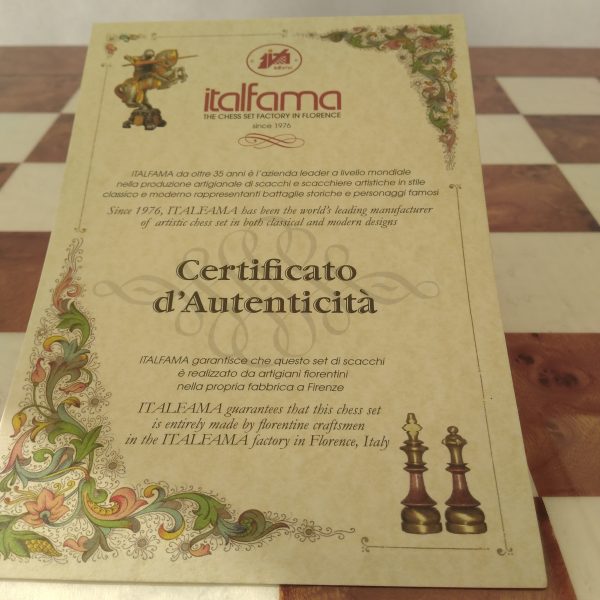 italfama
THE CHESS SET FACTORY IN FLORENCE
since 1976
ITALFAMA da oltre 35 anni è l'azienda leader a livello mondiale
nella produzione artigianale di scacchi e scacchiere artistiche in stile
classico e moderno rappresentanti battaglie storiche e personaggi famosi
Since 1976, ITALFAMA has been the world's leading manufacturer
of artistic chess set in both classical and modern designs
Certificato
d'Autenticità
ITALFAMA garantisce che questo set di scacchi
è realizzato da artigiani fiorentini
nella propria fabbrica a Firenze
ITALFAMA guarantees that this chess set
is entirely made by florentine craftsmen
in the ITALFAMA factory in Florence, Italy